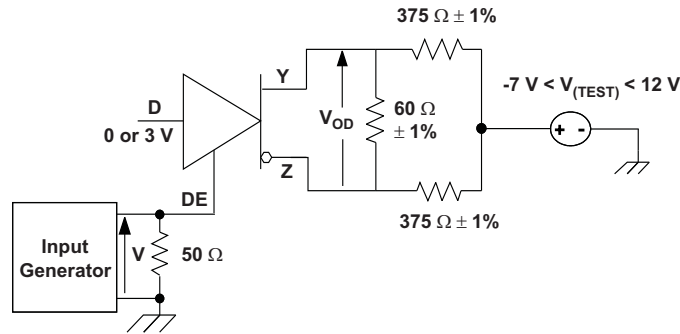 375 Ω ± 1%
Y
-7 V < V(TEST) < 12 V
D
0 or 3 V
VOD
60 Ω
± 1%
+ -
Z
DE
375 Ω ± 1%
Input
Generator
V
50 Ω